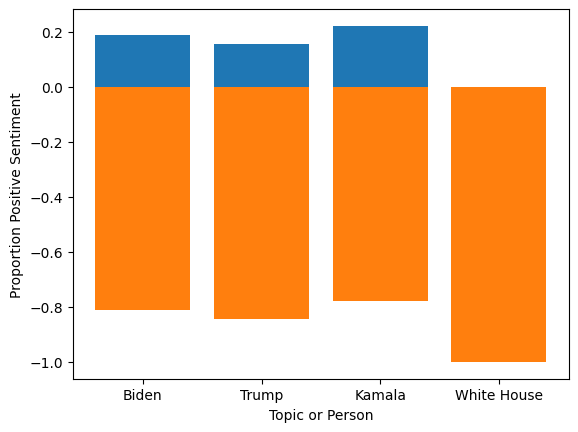 0.2
0.0
−0.2
−0.4
−0.6
−0.8
−1.0
Proportion Positive Sentiment
Biden Trump Kamala White House
Topic or Person